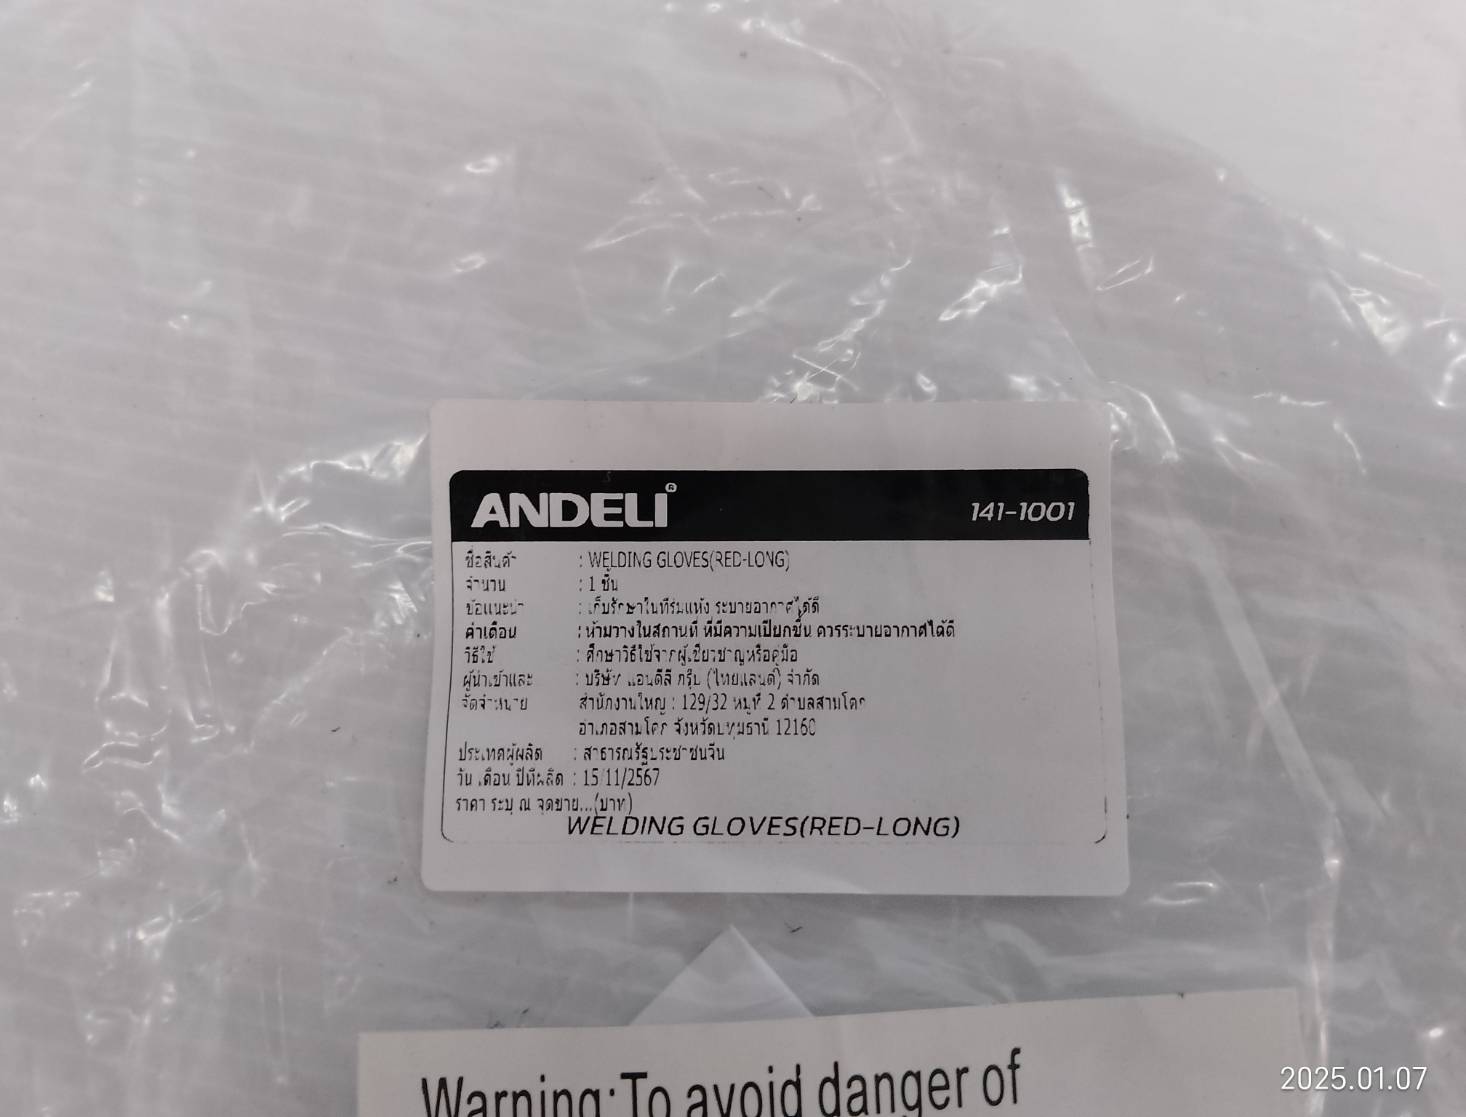 ANDELI®
141-1001
ชื่อสินค้า : WELDING GLOVES(RED-LONG)
จำนวน : 1 ชิ้น
ข้อแนะนำ : เก็บรักษาในที่ร่มแห้ง ระบายอากาศได้ดี
คำเตือน : ห้ามวางในสถานที่ ที่มีความเปียกชื้น ควรระบายอากาศได้ดี
วิธีใช้ : ศึกษาวิธีใช้จากผู้เชี่ยวชาญหรือคู่มือ
ผู้นำเข้าและ : บริษัท แอนดีลี กรุ๊ป (ไทยแลนด์) จำกัด
จัดจำหน่าย สำนักงานใหญ่ : 129/32 หมู่ที่ 2 ตำบลสามโคก
อำเภอสามโคก จังหวัดปทุมธานี 12160
ประเทศผู้ผลิต : สาธารณรัฐประชาชนจีน
วัน เดือน ปีที่ผลิต : 15/11/2567
ราคา ระบุ ณ จุดขาย...(บาท)
WELDING GLOVES(RED-LONG)
Warning:To avoid danger of
2025.01.07